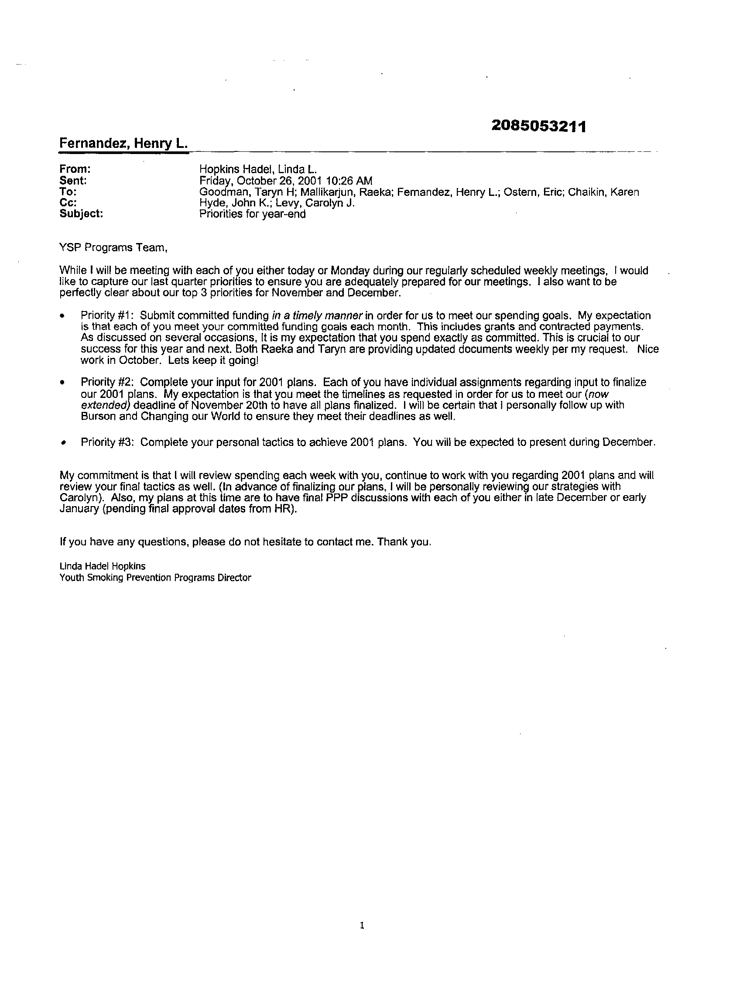 2085053211
Fernandez, Henry L.
From: Hopkins Hadel, Linda L.
Sent: Friday, October 26, 2001 10:26 AM
To: Goodman, Taryn H; Mallikarjun, Raeka; Fernandez, Henry L.; Ostern, Eric; Chaikin, Karen
Cc: Hyde, John K.; Levy, Carolyn J.
Subject: Priorities for year-end
YSP Programs Team,
While I will be meeting with each of you either today or Monday during our regularly scheduled weekly meetings, I would
like to capture our last quarter priorities to ensure you are adequately prepared for our meetings. I also want to be
perfectly clear about our top 3 priorities for November and December.
• Priority #1: Submit committed funding in a timely manner in order for us to meet our spending goals. My expectation
is that each of you meet your committed funding goals each month. This includes grants and contracted payments.
As discussed on several occasions, It is my expectation that you spend exactly as committed. This is crucial to our
success for this year and next. Both Raeka and Taryn are providing updated documents weekly per my request. Nice
work in October. Lets keep it going!
• Priority #2: Complete your input for 2001 plans. Each of you have individual assignments regarding input to finalize
our 2001 plans. My expectation is that you meet the timelines as requested in order for us to meet our (now
extended) deadline of November 20th to have all plans finalized. I will be certain that I personally follow up with
Burson and Changing our World to ensure they meet their deadlines as well.
• Priority #3: Complete your personal tactics to achieve 2001 plans. You will be expected to present during December.
My commitment is that I will review spending each week with you, continue to work with you regarding 2001 plans and will
review your final tactics as well. (In advance of finalizing our plans, I will be personally reviewing our strategies with
Carolyn). Also, my plans at this time are to have final PPP discussions with each of you either in late December or early
January (pending final approval dates from HR).
If you have any questions, please do not hesitate to contact me. Thank you.
Linda Hadel Hopkins
Youth Smoking Prevention Programs Director
1